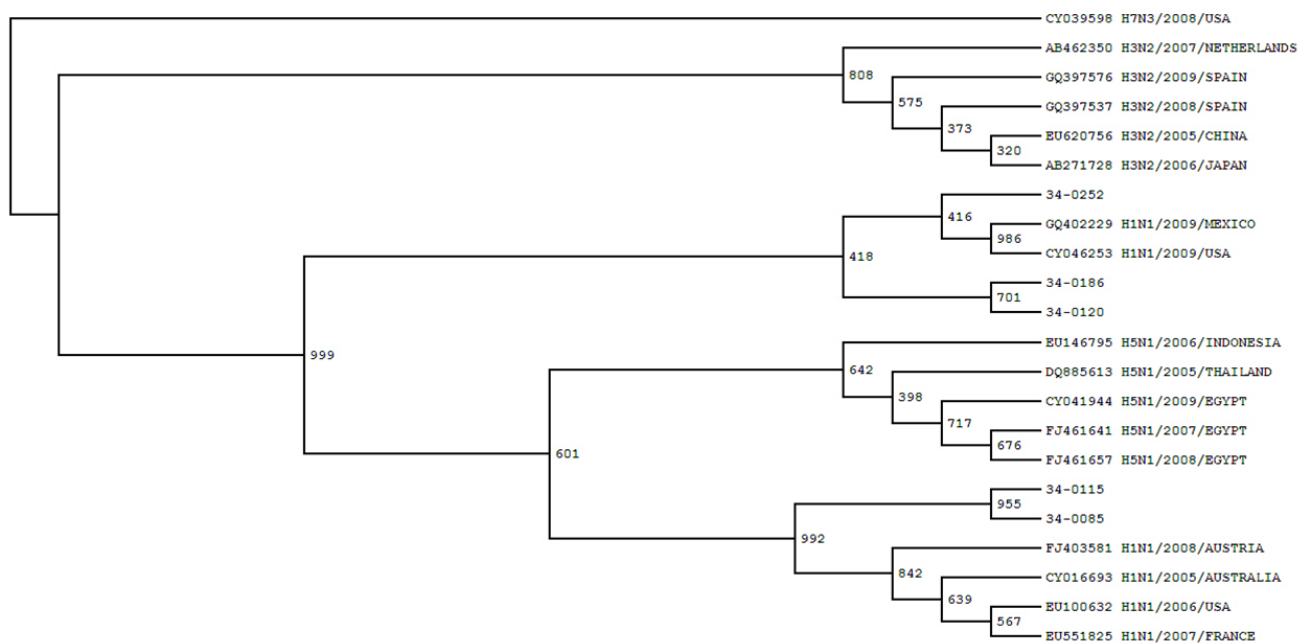 CY039598 H7N3/2008/USA
AB462350 H3N2/2007/NETHERLANDS
808
GQ397576 H3N2/2009/SPAIN
575
GQ397537 H3N2/2008/SPAIN
373
EU620756 H3N2/2005/CHINA
320
AB271728 H3N2/2006/JAPAN
34-0252
416
GQ402229 H1N1/2009/MEXICO
986
CY046253 H1N1/2009/USA
418
34-0186
701
34-0120
EU146795 H5N1/2006/INDONESIA
999
642
DQ885613 H5N1/2005/THAILAND
398
CY041944 H5N1/2009/EGYPT
717
FJ461641 H5N1/2007/EGYPT
676
601
FJ461657 H5N1/2008/EGYPT
34-0115
955
34-0085
992
FJ403581 H1N1/2008/AUSTRIA
842
CY016693 H1N1/2005/AUSTRALIA
639
EU100632 H1N1/2006/USA
567
EU551825 H1N1/2007/FRANCE